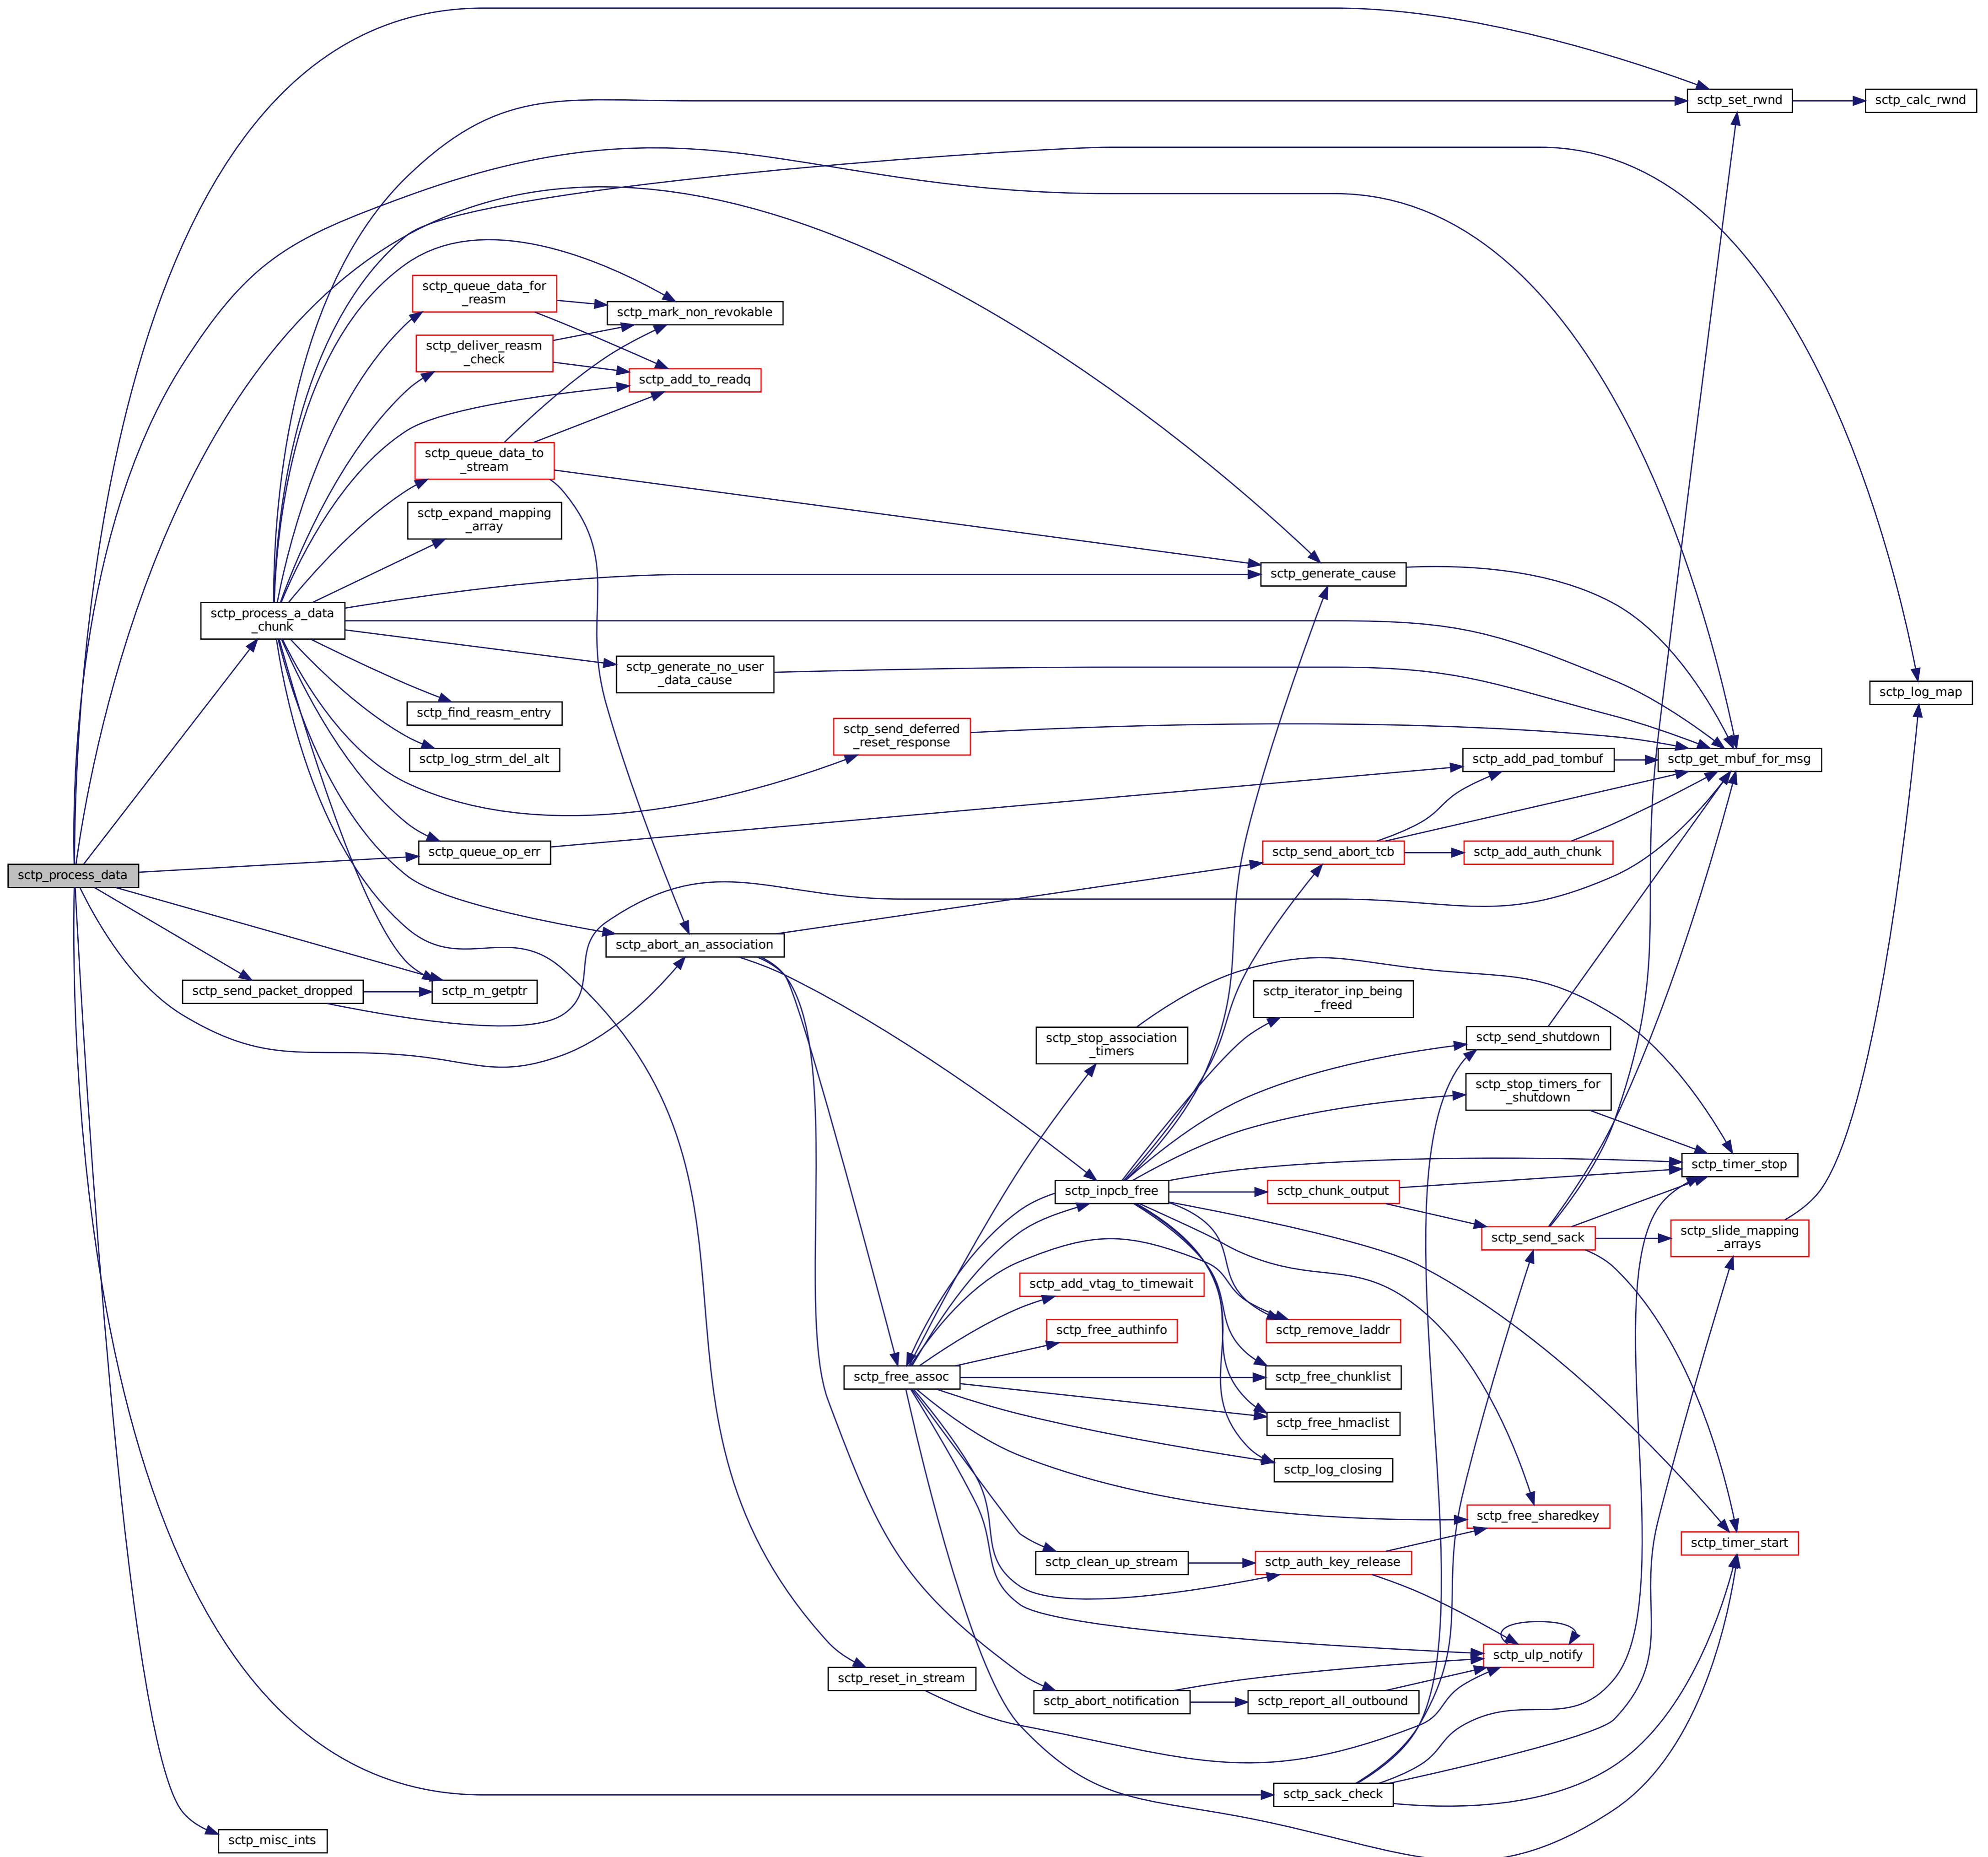 sctp_set_rwnd
sctp_calc_rwnd
sctp_queue_data_for
_reasm
sctp_mark_non_revokable
sctp_deliver_reasm
_check
sctp_add_to_readq
sctp_queue_data_to
_stream
sctp_expand_mapping
_array
sctp_generate_cause
sctp_process_a_data
_chunk
sctp_generate_no_user
_data_cause
sctp_log_map
sctp_find_reasm_entry
sctp_send_deferred
_reset_response
sctp_log_strm_del_alt
sctp_add_pad_tombuf
sctp_get_mbuf_for_msg
sctp_queue_op_err
sctp_send_abort_tcb
sctp_add_auth_chunk
sctp_process_data
sctp_abort_an_association
sctp_send_packet_dropped
sctp_m_getptr
sctp_iterator_inp_being
_freed
sctp_stop_association
_timers
sctp_send_shutdown
sctp_stop_timers_for
_shutdown
sctp_timer_stop
sctp_inpcb_free
sctp_chunk_output
sctp_send_sack
sctp_slide_mapping
_arrays
sctp_add_vtag_to_timewait
sctp_free_authinfo
sctp_remove_laddr
sctp_free_assoc
sctp_free_chunklist
sctp_free_hmaclist
sctp_log_closing
sctp_free_sharedkey
sctp_timer_start
sctp_clean_up_stream
sctp_auth_key_release
sctp_ulp_notify
sctp_reset_in_stream
sctp_abort_notification
sctp_report_all_outbound
sctp_sack_check
sctp_misc_ints